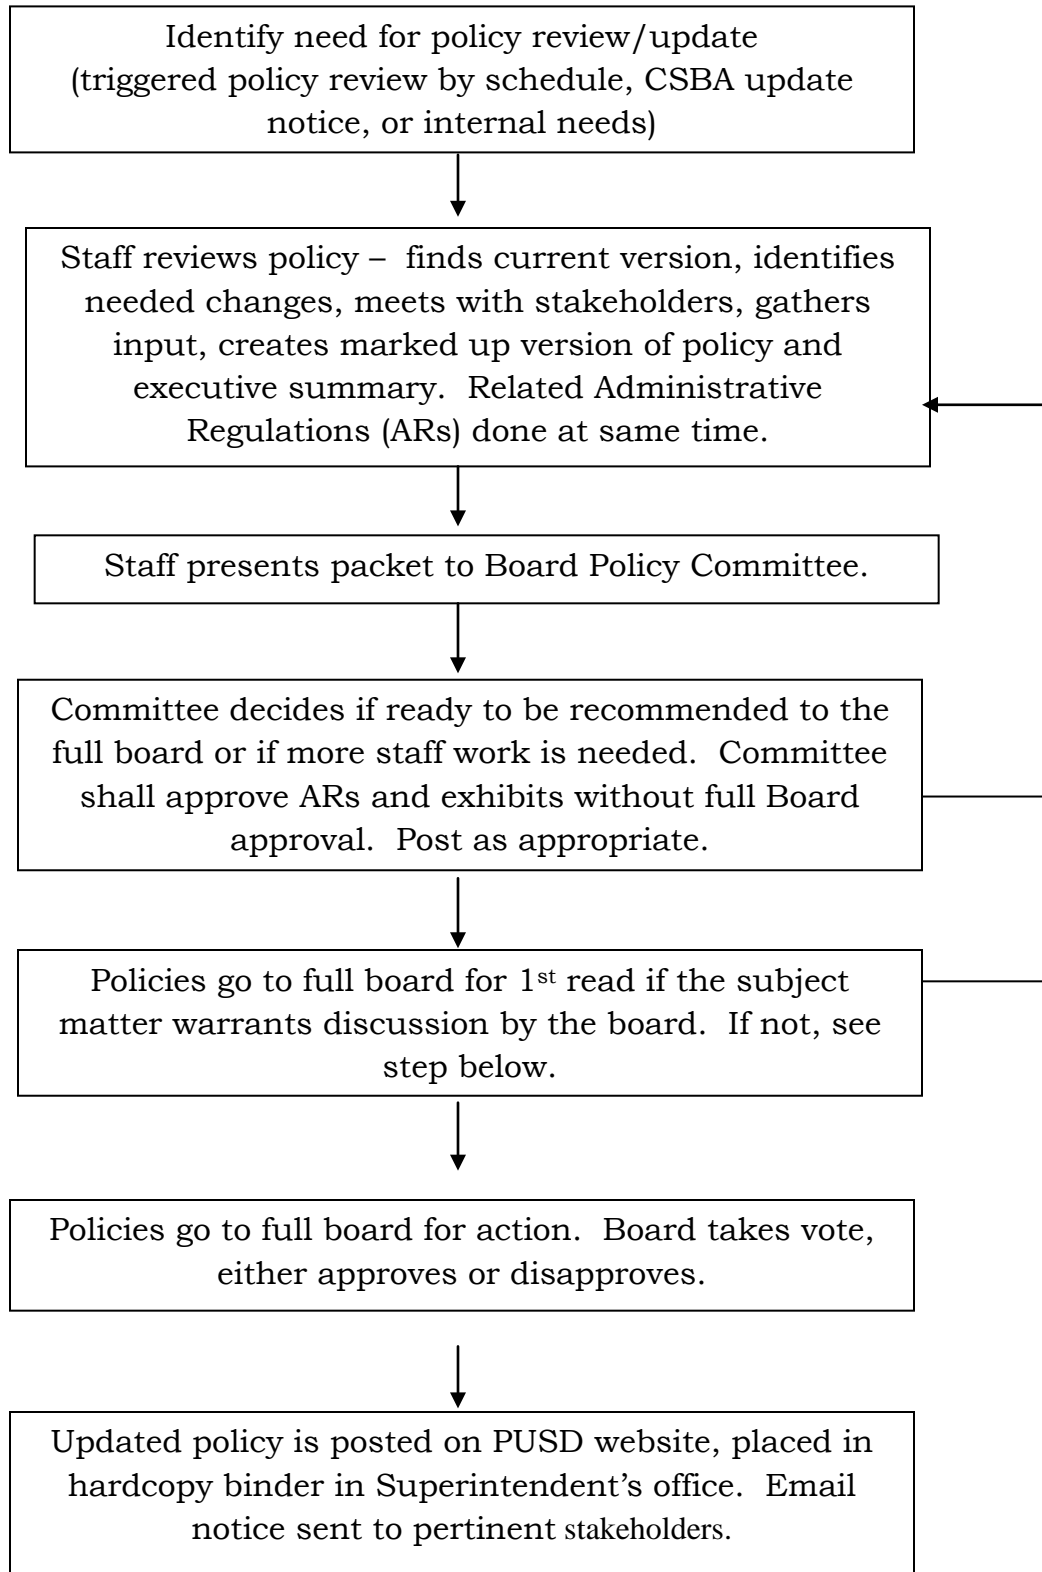 Identify need for policy review/update
(triggered policy review by schedule, CSBA update
notice, or internal needs)
Staff reviews policy – finds current version, identifies
needed changes, meets with stakeholders, gathers
input, creates marked up version of policy and
executive summary. Related Administrative
Regulations (ARs) done at same time.
Staff presents packet to Board Policy Committee.
Committee decides if ready to be recommended to the
full board or if more staff work is needed. Committee
shall approve ARs and exhibits without full Board
approval. Post as appropriate.
Policies go to full board for 1st read if the subject
matter warrants discussion by the board. If not, see
step below.
Policies go to full board for action. Board takes vote,
either approves or disapproves.
Updated policy is posted on PUSD website, placed in
hardcopy binder in Superintendent's office. Email
notice sent to pertinent stakeholders.